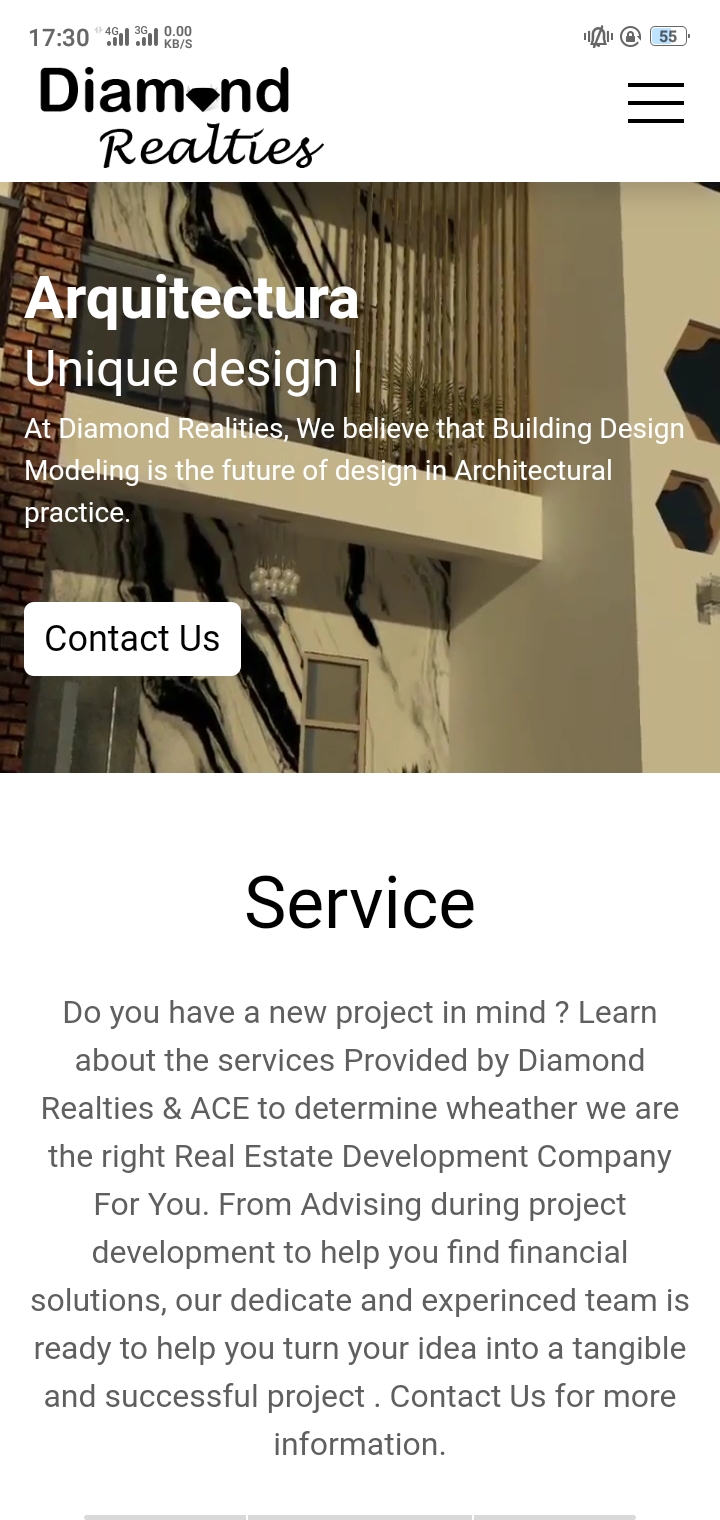 17:30 4G 3G 0.00 KB/S 55
Diamond
Realties
Arquitectura
Unique design |
At Diamond Realities, We believe that Building Design
Modeling is the future of design in Architectural
practice.
Contact Us
Service
Do you have a new project in mind ? Learn
about the services Provided by Diamond
Realties & ACE to determine wheather we are
the right Real Estate Development Company
For You. From Advising during project
development to help you find financial
solutions, our dedicate and experinced team is
ready to help you turn your idea into a tangible
and successful project . Contact Us for more
information.